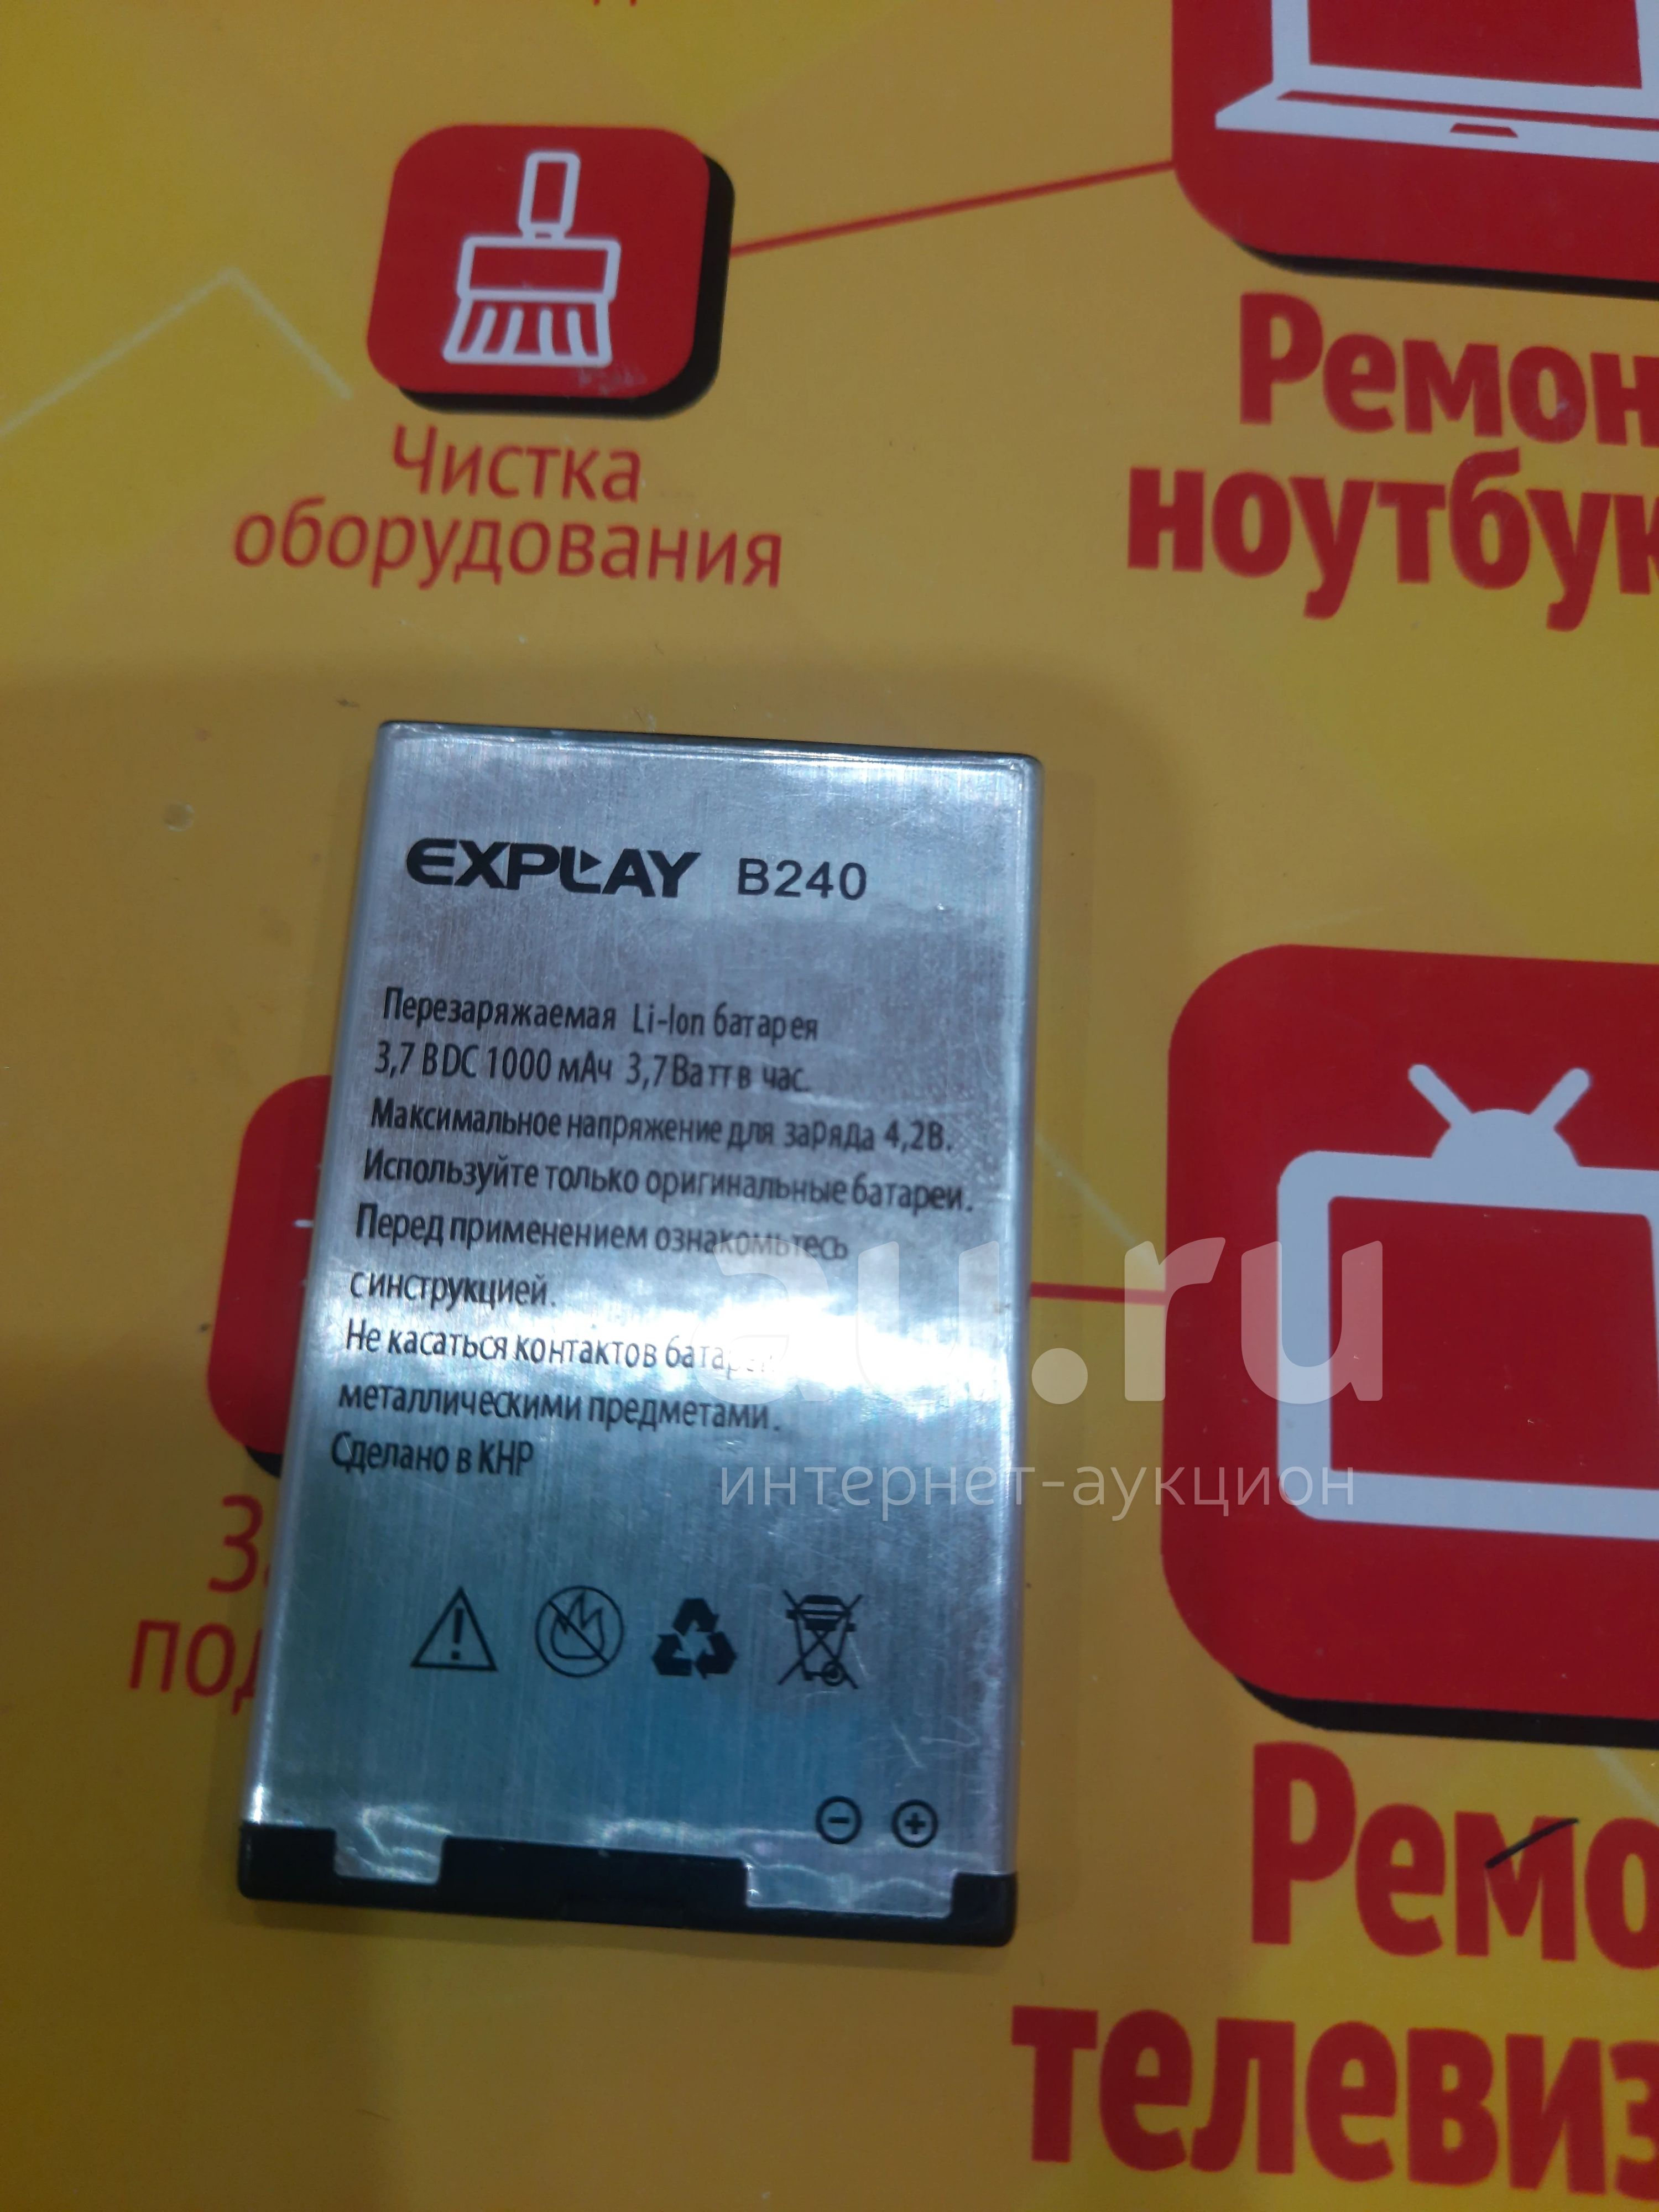 Чистка
оборудования
Ремон
ноутбук
EXPLAY B240
Перезаряжаемая Li-Ion батарея
3,7 В DC 1000 мАч 3,7 Ватт в час.
Максимальное напряжение для заряда 4,2В.
Используйте только оригинальные батареи.
Перед применением ознакомьтесь
с инструкцией.
Не касаться контактов батареи
металлическими предметами.
Сделано в КНР
au.ru
интернет-аукцион
под
Ремо
телевиз